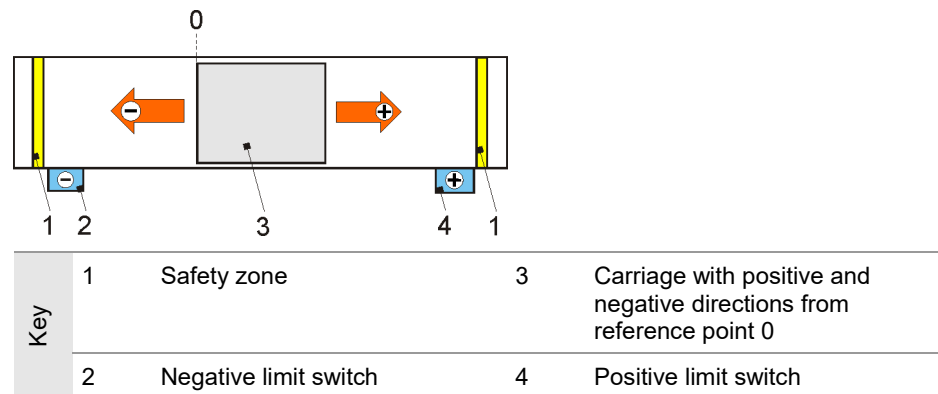 0
− +
− +
1 2 3 4 1
Key
1 Safety zone 3 Carriage with positive and
negative directions from
reference point 0
2 Negative limit switch 4 Positive limit switch